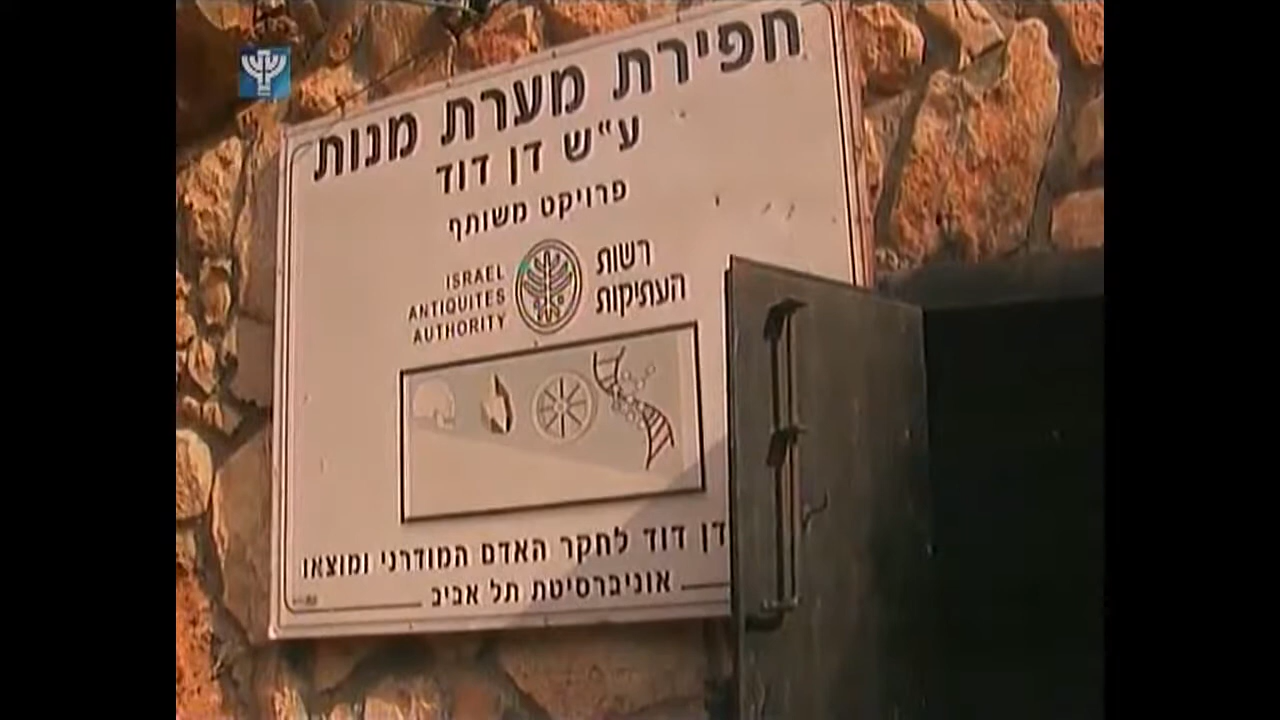 חפירת מערת מנות
ע״ש דן דוד
פרויקט משותף
רשות
העתיקות
ISRAEL
ANTIQUITES
AUTHORITY
דן דוד לחקר האדם המודרני ומוצאו
אוניברסיטת תל אביב